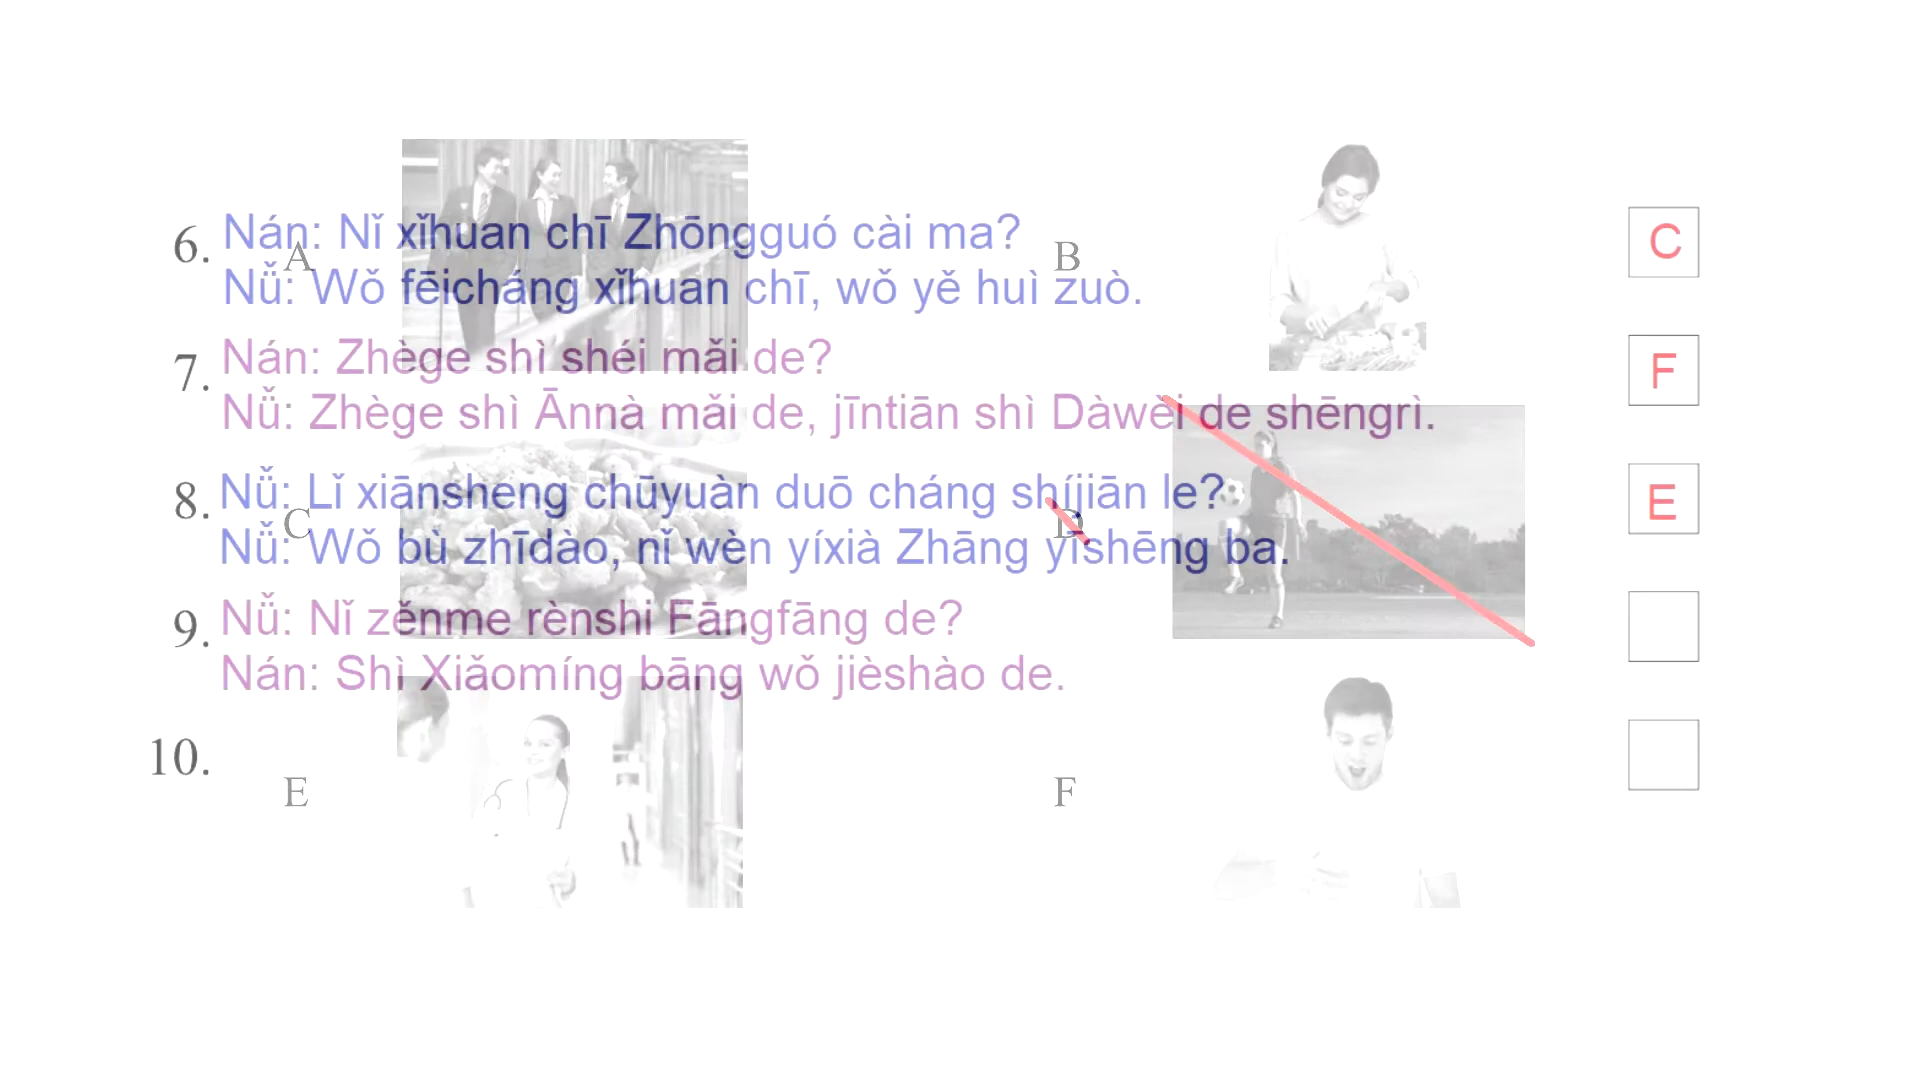 6. Nán: Nǐ xǐhuan chī Zhōngguó cài ma?
Nǚ: Wǒ fēicháng xǐhuan chī, wǒ yě huì zuò.
C
A
B
7. Nán: Zhège shì shéi mǎi de?
Nǚ: Zhège shì Ānnà mǎi de, jīntiān shì Dàwèi de shēngrì.
F
8. Nǚ: Lǐ xiānsheng chūyuàn duō cháng shíjiān le?
Nǚ: Wǒ bù zhīdào, nǐ wèn yíxià Zhāng yīshēng ba.
E
C
D
9. Nǚ: Nǐ zěnme rènshi Fāngfāng de?
Nán: Shì Xiǎomíng bāng wǒ jièshào de.
10.
E
F